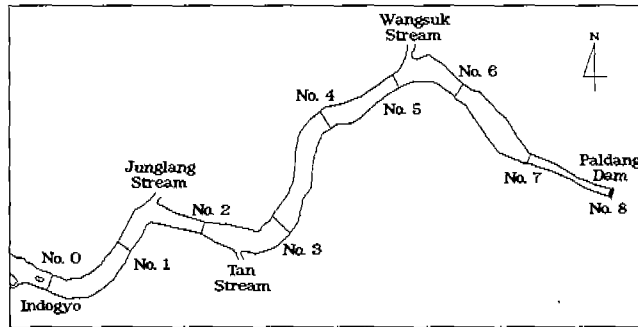 Wangsuk
Stream
N
No. 6
No. 4
No. 5
Junglang
Stream
Paldang
Dam
No. 7
No. 2
No. 8
No. 0
No. 3
No. 1
Tan
Stream
Indogyo